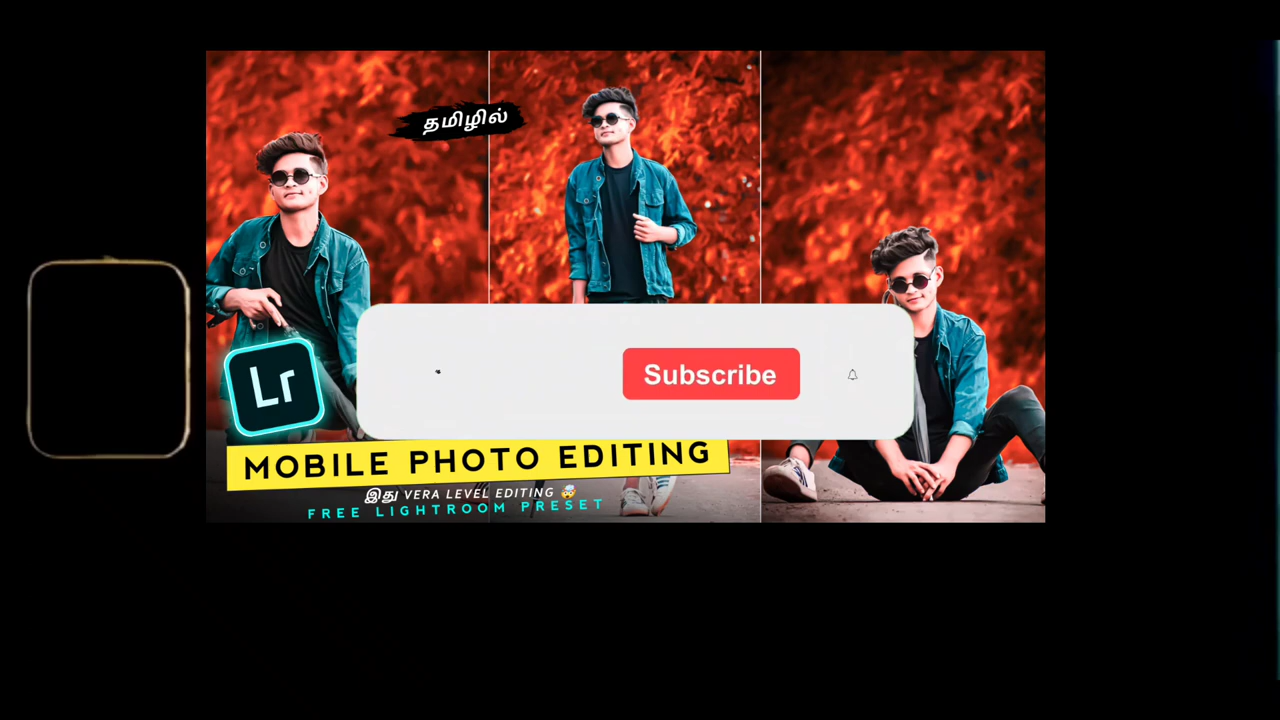 தமிழில்
Subscribe
Lr
MOBILE PHOTO EDITING
இது VERA LEVEL EDITING 🤯
FREE LIGHTROOM PRESET